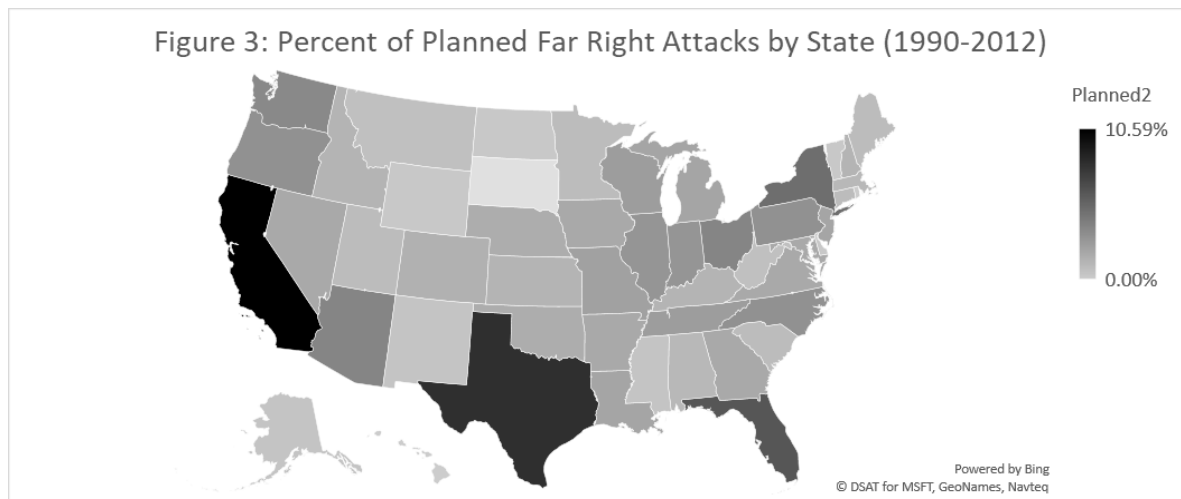 Figure 3: Percent of Planned Far Right Attacks by State (1990-2012)
Planned2
10.59%
0.00%
Powered by Bing
© DSAT for MSFT, GeoNames, Navteq